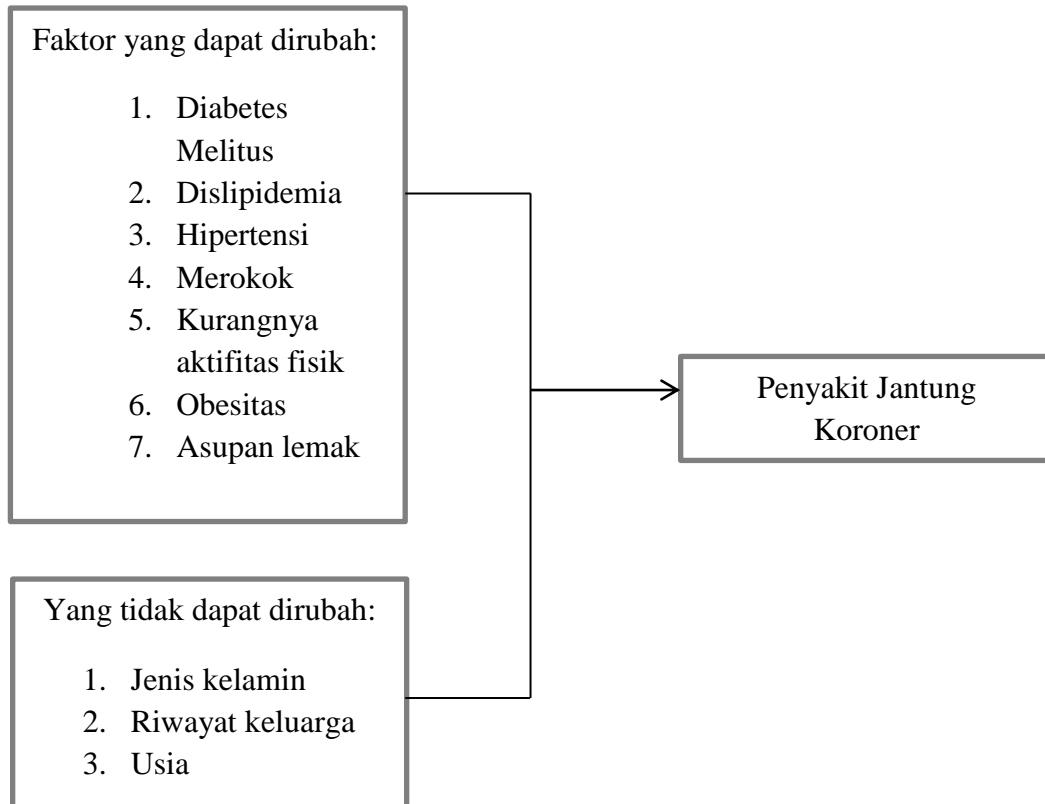 Faktor yang dapat dirubah:
1. Diabetes
Melitus
2. Dislipidemia
3. Hipertensi
4. Merokok
5. Kurangnya
aktifitas fisik
6. Obesitas
7. Asupan lemak
Penyakit Jantung
Koroner
Yang tidak dapat dirubah:
1. Jenis kelamin
2. Riwayat keluarga
3. Usia